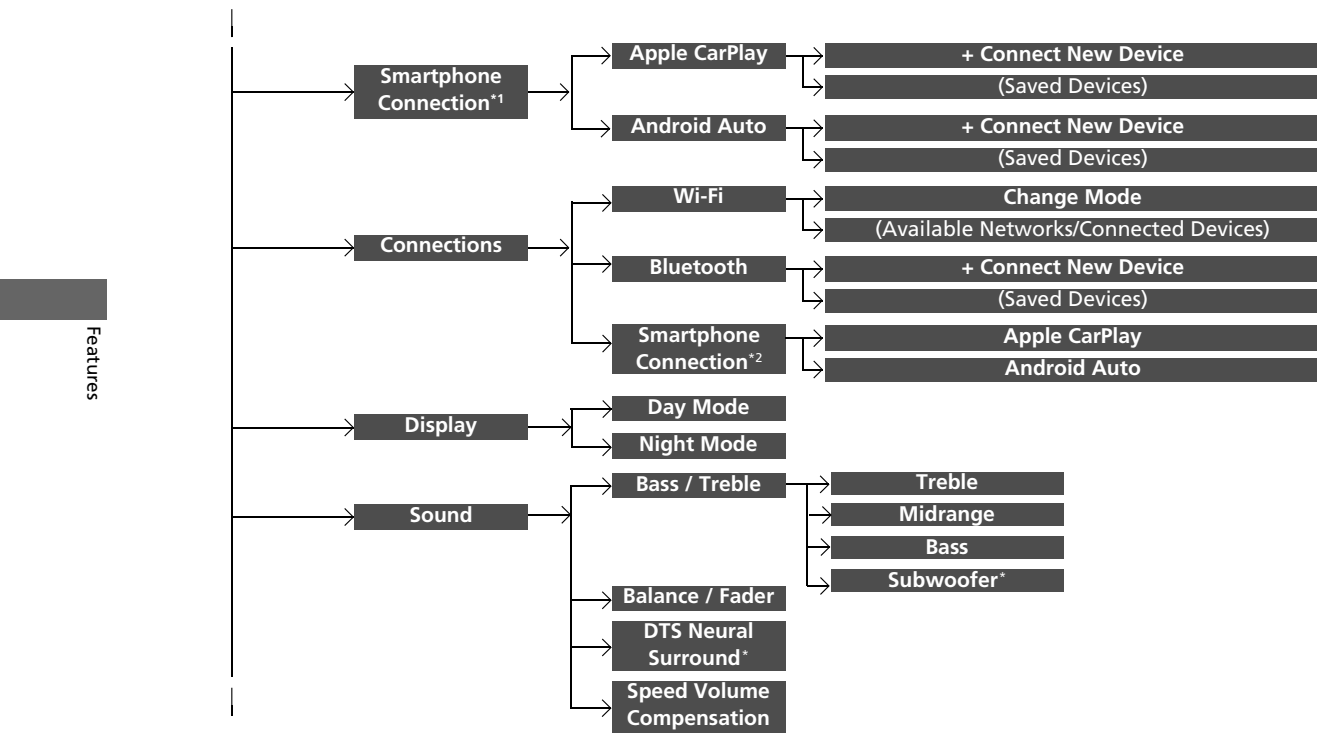 Smartphone
Connection*1
Apple CarPlay
+ Connect New Device
(Saved Devices)
Android Auto
+ Connect New Device
(Saved Devices)
Connections
Wi-Fi
Change Mode
(Available Networks/Connected Devices)
Bluetooth
+ Connect New Device
(Saved Devices)
Smartphone
Connection*2
Apple CarPlay
Android Auto
Display
Day Mode
Night Mode
Sound
Bass / Treble
Treble
Midrange
Bass
Subwoofer*
Balance / Fader
DTS Neural
Surround*
Speed Volume
Compensation
Features